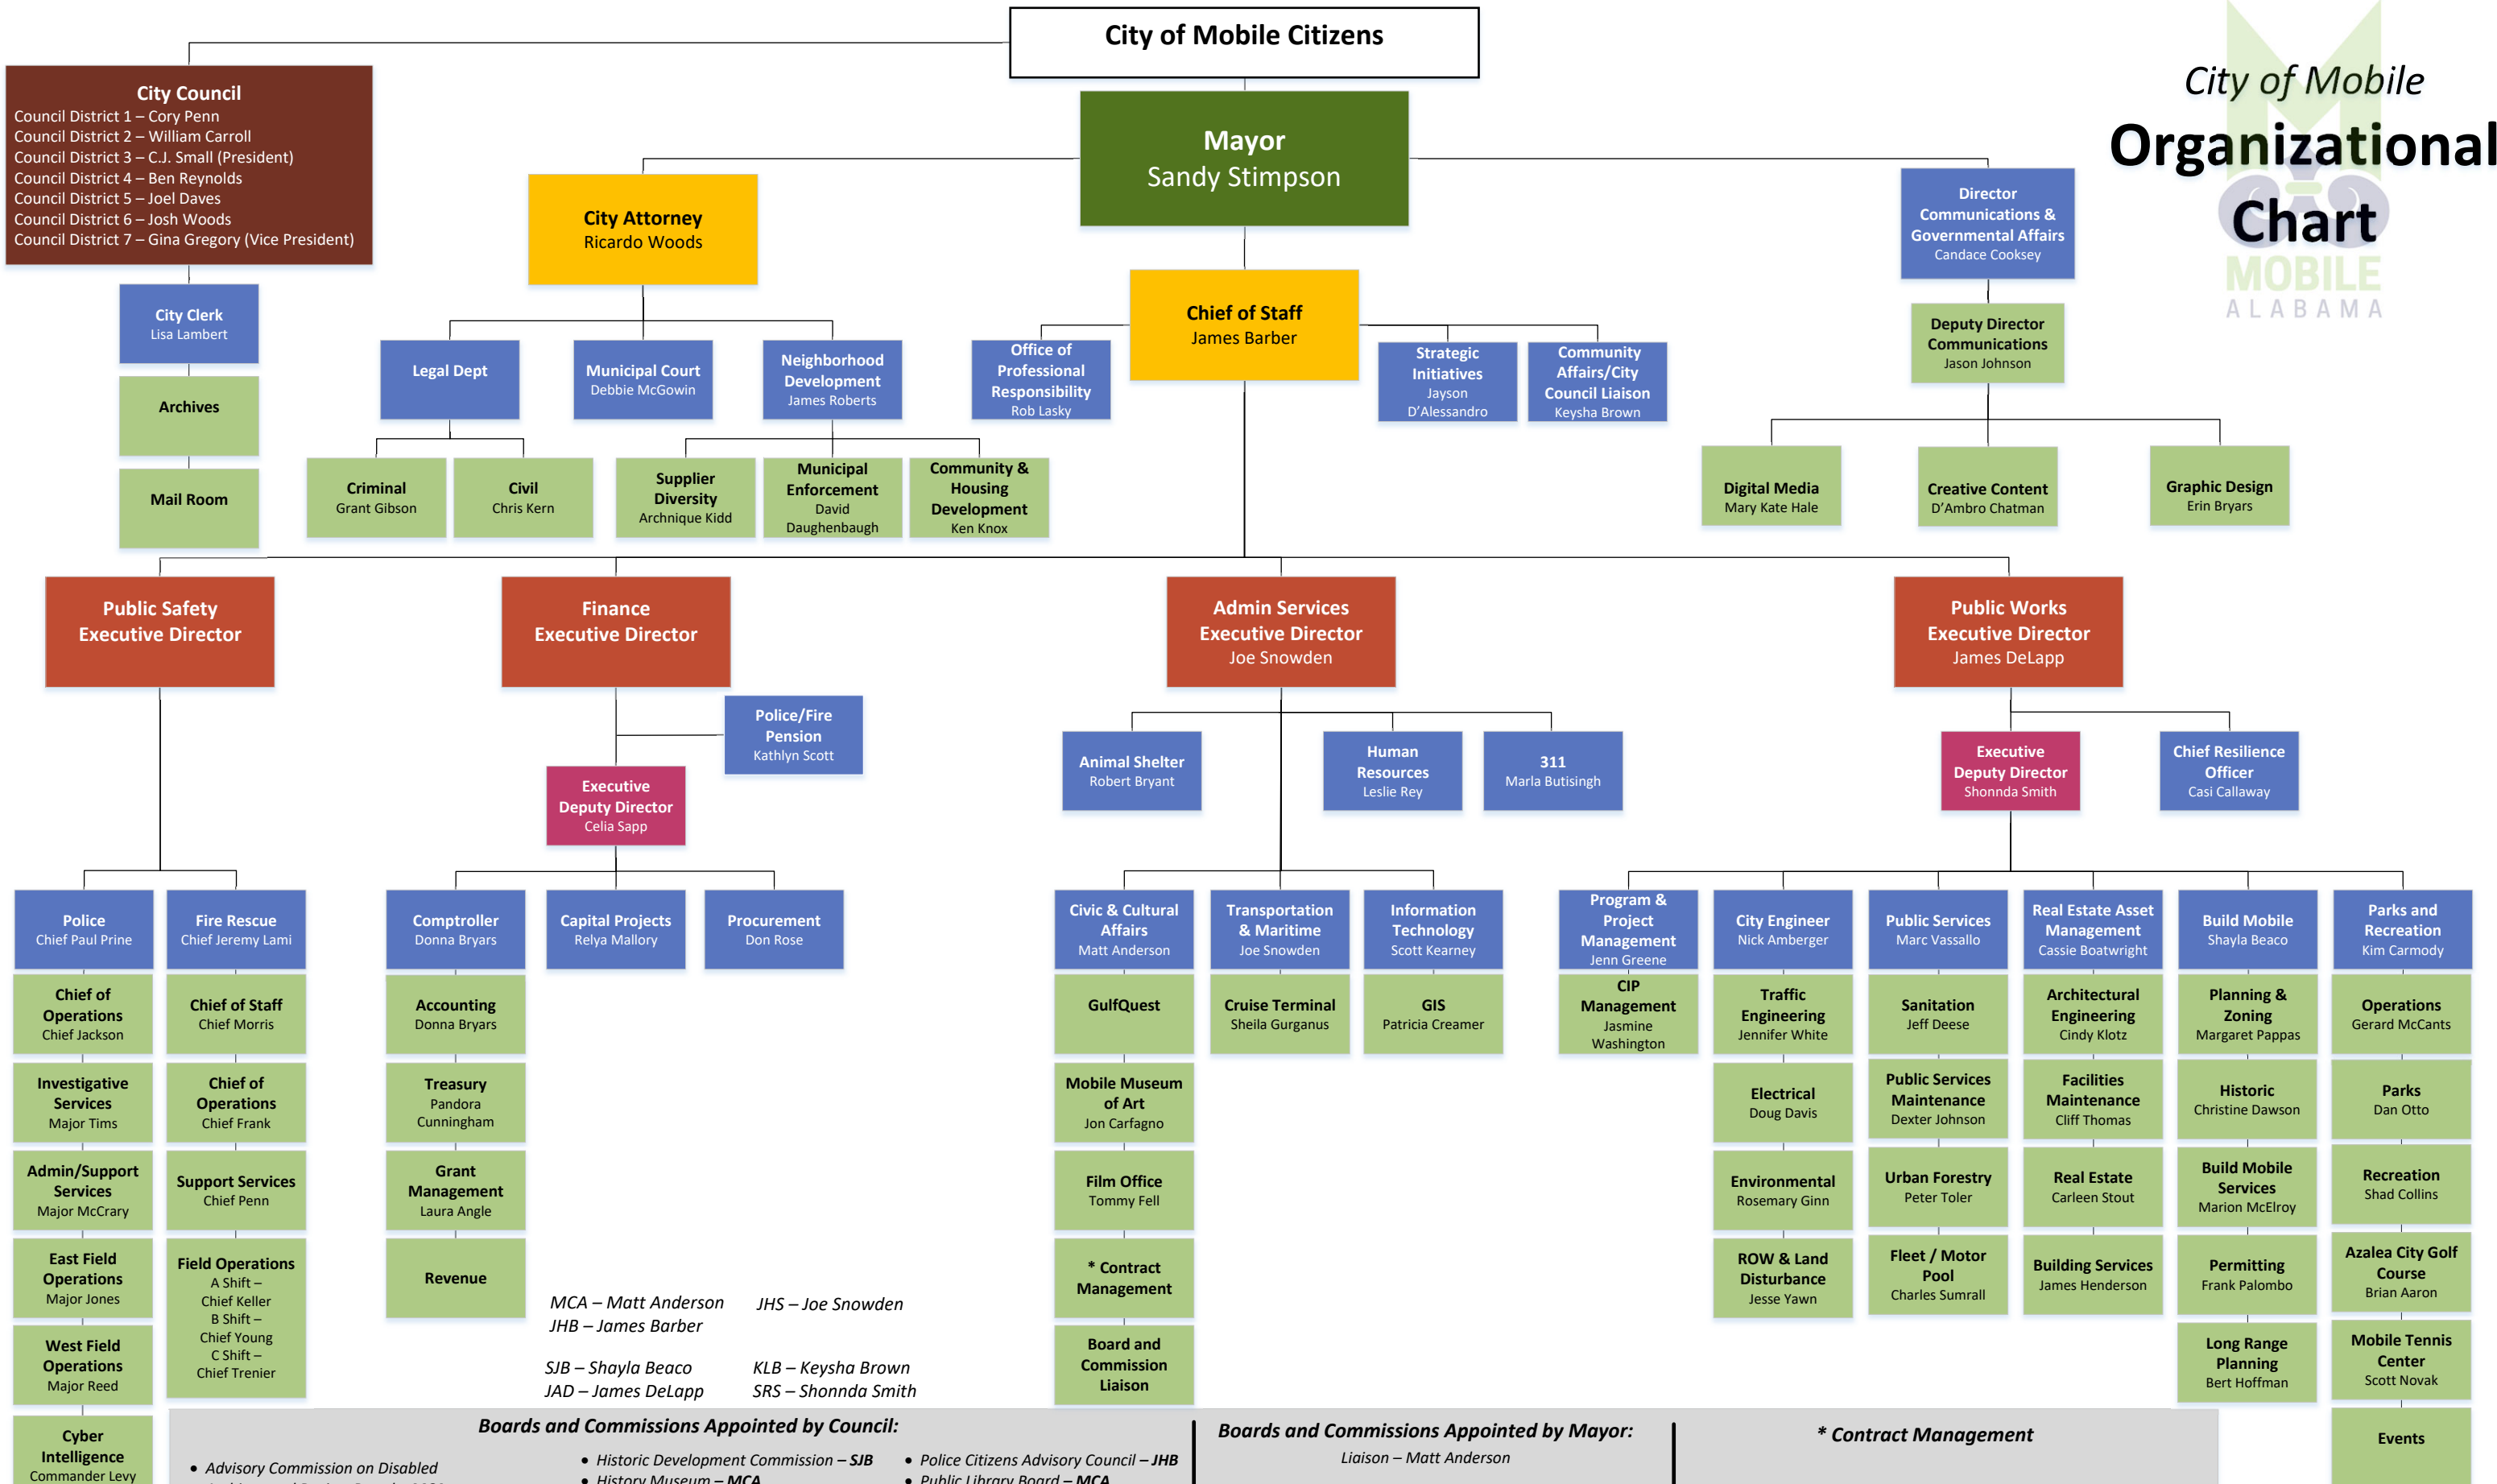 City of Mobile Citizens
City of Mobile
Organizational
Chart
MOBILE
ALABAMA
City Council
Council District 1 – Cory Penn
Council District 2 – William Carroll
Council District 3 – C.J. Small (President)
Council District 4 – Ben Reynolds
Council District 5 – Joel Daves
Council District 6 – Josh Woods
Council District 7 – Gina Gregory (Vice President)
Mayor
Sandy Stimpson
City Attorney
Ricardo Woods
Director
Communications &
Governmental Affairs
Candace Cooksey
City Clerk
Lisa Lambert
Archives
Mail Room
Chief of Staff
James Barber
Deputy Director
Communications
Jason Johnson
Legal Dept
Municipal Court
Debbie McGowin
Neighborhood
Development
James Roberts
Office of
Professional
Responsibility
Rob Lasky
Strategic
Initiatives
Jayson
D'Alessandro
Community
Affairs/City
Council Liaison
Keysha Brown
Criminal
Grant Gibson
Civil
Chris Kern
Supplier
Diversity
Archnique Kidd
Municipal
Enforcement
David
Daughenbaugh
Community &
Housing
Development
Ken Knox
Digital Media
Mary Kate Hale
Creative Content
D'Ambro Chatman
Graphic Design
Erin Bryars
Public Safety
Executive Director
Finance
Executive Director
Admin Services
Executive Director
Joe Snowden
Public Works
Executive Director
James DeLapp
Police/Fire
Pension
Kathlyn Scott
Executive
Deputy Director
Celia Sapp
Animal Shelter
Robert Bryant
Human
Resources
Leslie Rey
311
Marla Butisingh
Executive
Deputy Director
Shonnda Smith
Chief Resilience
Officer
Casi Callaway
Police
Chief Paul Prine
Chief of
Operations
Chief Jackson
Investigative
Services
Major Tims
Admin/Support
Services
Major McCrary
East Field
Operations
Major Jones
West Field
Operations
Major Reed
Cyber
Intelligence
Commander Levy
Fire Rescue
Chief Jeremy Lami
Chief of Staff
Chief Morris
Chief of
Operations
Chief Frank
Support Services
Chief Penn
Field Operations
A Shift –
Chief Keller
B Shift –
Chief Young
C Shift –
Chief Trenier
Comptroller
Donna Bryars
Accounting
Donna Bryars
Treasury
Pandora
Cunningham
Grant
Management
Laura Angle
Revenue
Capital Projects
Relya Mallory
Procurement
Don Rose
Civic & Cultural
Affairs
Matt Anderson
GulfQuest
Mobile Museum
of Art
Jon Carfagno
Film Office
Tommy Fell
* Contract
Management
Board and
Commission
Liaison
Transportation
& Maritime
Joe Snowden
Cruise Terminal
Sheila Gurganus
Information
Technology
Scott Kearney
GIS
Patricia Creamer
Program &
Project
Management
Jenn Greene
CIP
Management
Jasmine
Washington
City Engineer
Nick Amberger
Traffic
Engineering
Jennifer White
Electrical
Doug Davis
Environmental
Rosemary Ginn
ROW & Land
Disturbance
Jesse Yawn
Public Services
Marc Vassallo
Sanitation
Jeff Deese
Public Services
Maintenance
Dexter Johnson
Urban Forestry
Peter Toler
Fleet / Motor
Pool
Charles Sumrall
Real Estate Asset
Management
Cassie Boatwright
Architectural
Engineering
Cindy Klotz
Facilities
Maintenance
Cliff Thomas
Real Estate
Carleen Stout
Building Services
James Henderson
Build Mobile
Shayla Beaco
Planning &
Zoning
Margaret Pappas
Historic
Christine Dawson
Build Mobile
Services
Marion McElroy
Permitting
Frank Palombo
Long Range
Planning
Bert Hoffman
Parks and
Recreation
Kim Carmody
Operations
Gerard McCants
Parks
Dan Otto
Recreation
Shad Collins
Azalea City Golf
Course
Brian Aaron
Mobile Tennis
Center
Scott Novak
Events
MCA – Matt Anderson JHS – Joe Snowden
JHB – James Barber
SJB – Shayla Beaco KLB – Keysha Brown
JAD – James DeLapp SRS – Shonnda Smith
Boards and Commissions Appointed by Council:
• Advisory Commission on Disabled
• Historic Development Commission – SJB
• History Museum – MCA
• Police Citizens Advisory Council – JHB
• Public Library Board – MCA
Boards and Commissions Appointed by Mayor:
Liaison – Matt Anderson
* Contract Management